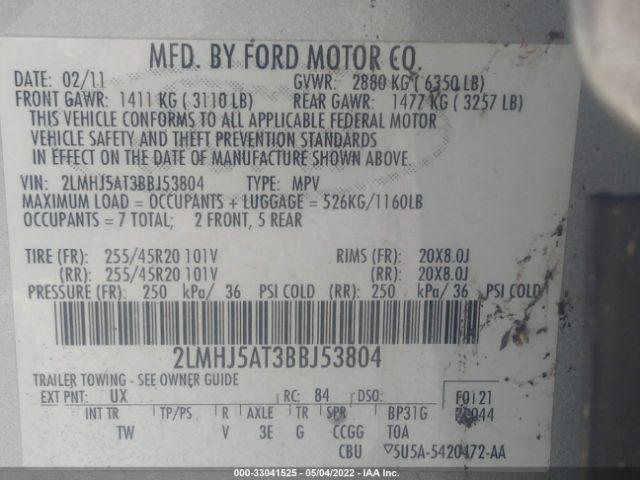 MFD. BY FORD MOTOR CO.
DATE: 02/11 GVWR: 2880 KG ( 6350 LB)
FRONT GAWR: 1411 KG ( 3110 LB) REAR GAWR: 1477 KG ( 3257 LB)
THIS VEHICLE CONFORMS TO ALL APPLICABLE FEDERAL MOTOR
VEHICLE SAFETY AND THEFT PREVENTION STANDARDS
IN EFFECT ON THE DATE OF MANUFACTURE SHOWN ABOVE.
VIN: 2LMHJ5AT3BBJ53804 TYPE: MPV
MAXIMUM LOAD = OCCUPANTS + LUGGAGE = 526KG/1160LB
OCCUPANTS = 7 TOTAL; 2 FRONT, 5 REAR
TIRE (FR): 255/45R20 101V RIMS (FR): 20X8.0J
(RR): 255/45R20 101V (RR): 20X8.0J
PRESSURE (FR): 250 kPa/ 36 PSI COLD (RR): 250 kPa/ 36 PSI COLD
2LMHJ5AT3BBJ53804
TRAILER TOWING - SEE OWNER GUIDE
EXT PNT: UX RC: 84 DSO: F0121
INT TR TP/PS R AXLE TR SPR BP31G
TW V 3E G CCGG TOA
CBU ▽5U5A-5420472-AA
000-33041525 - 05/04/2022 - IAA Inc.